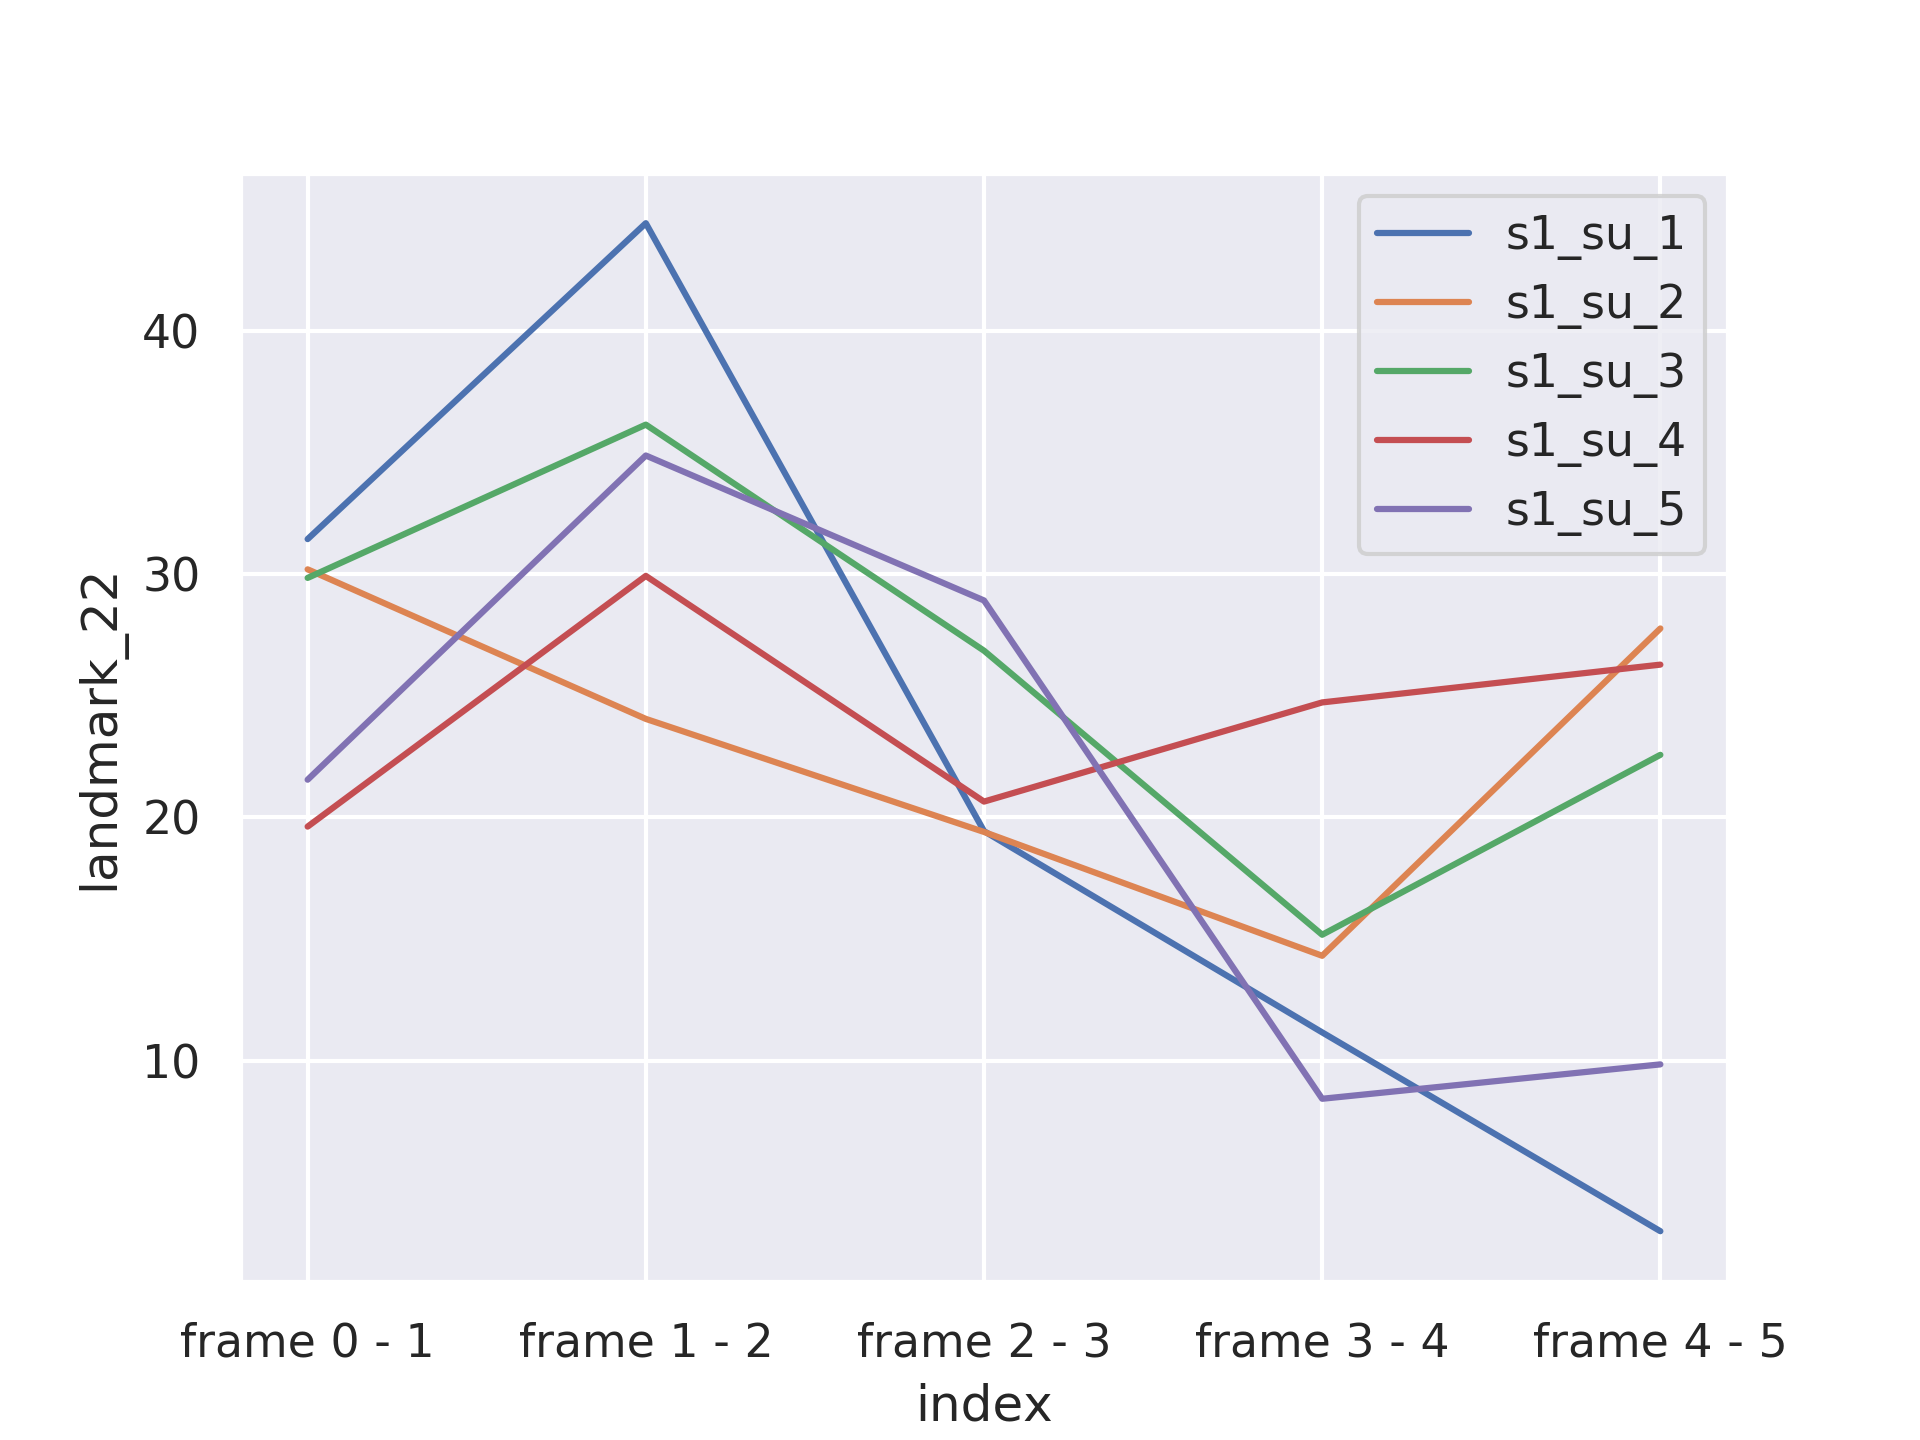 s1_su_1
s1_su_2
s1_su_3
s1_su_4
s1_su_5
40
30
20
10
landmark_22
frame 0 - 1 frame 1 - 2 frame 2 - 3 frame 3 - 4 frame 4 - 5
index